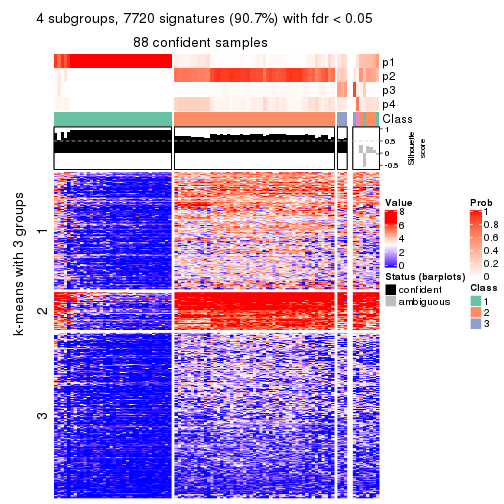 4 subgroups, 7720 signatures (90.7%) with fdr < 0.05
88 confident samples
p1
p2
p3
p4
Class
1
0.5
0
-0.5
Silhouette
score
k-means with 3 groups
1
2
3
Value
8
6
4
2
0
Status (barplots)
confident
ambiguous
Prob
1
0.8
0.6
0.4
0.2
0
Class
1
2
3